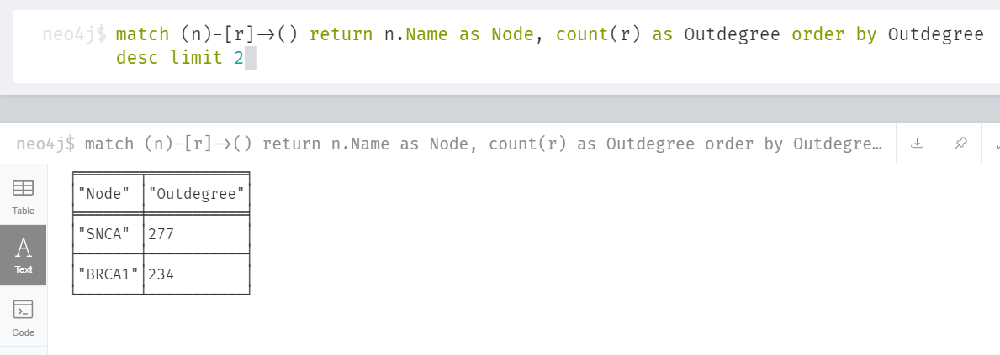 neo4j$ match (n)-[r]->() return n.Name as Node, count(r) as Outdegree order by Outdegree
desc limit 2
neo4j$ match (n)-[r]->() return n.Name as Node, count(r) as Outdegree order by Outdegre…
Table
Text
Code
"Node" "Outdegree"
"SNCA" 277
"BRCA1" 234